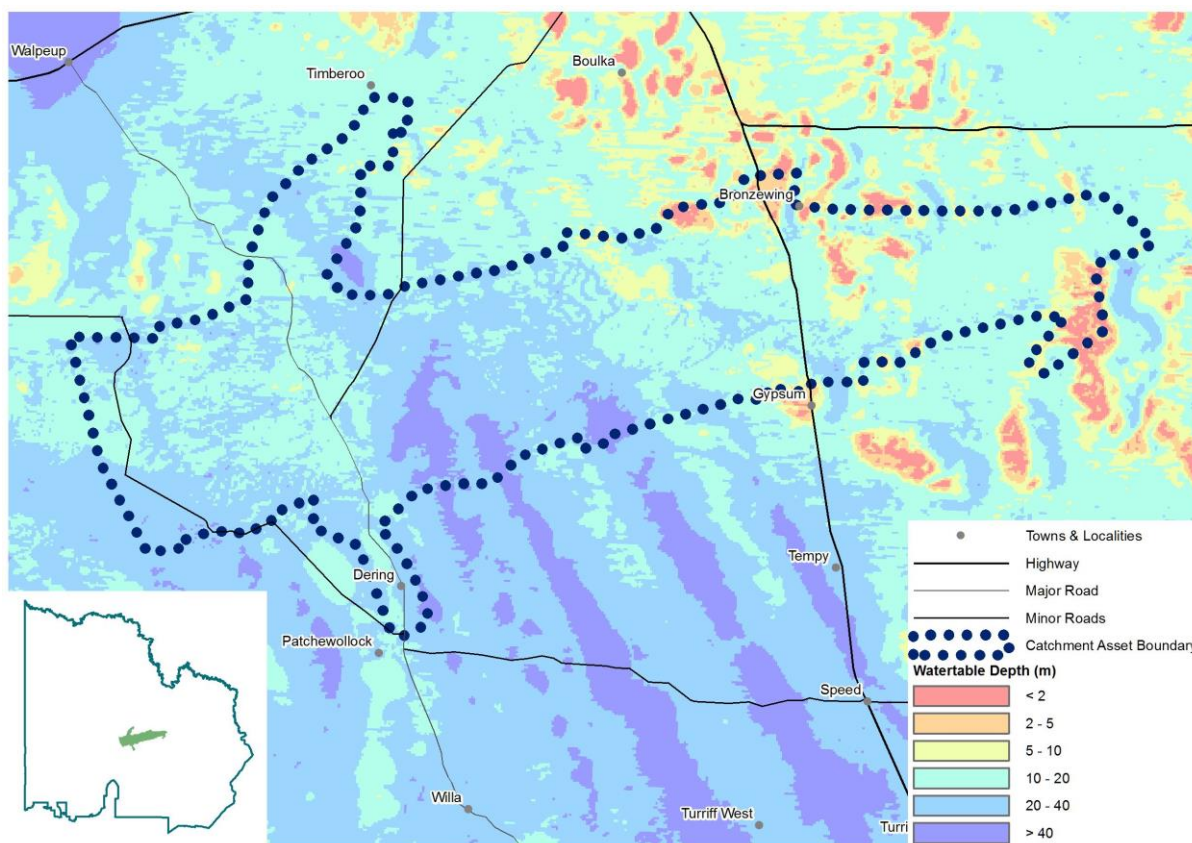 Walpeup
Timberoo
Boulka
Bronzewing
Gypsum
Tempy
Dering
Patchewollock
Speed
Willa
Turriff West
Turri
Towns & Localities
Highway
Major Road
Minor Roads
Catchment Asset Boundary
Watertable Depth (m)
< 2
2 - 5
5 - 10
10 - 20
20 - 40
> 40